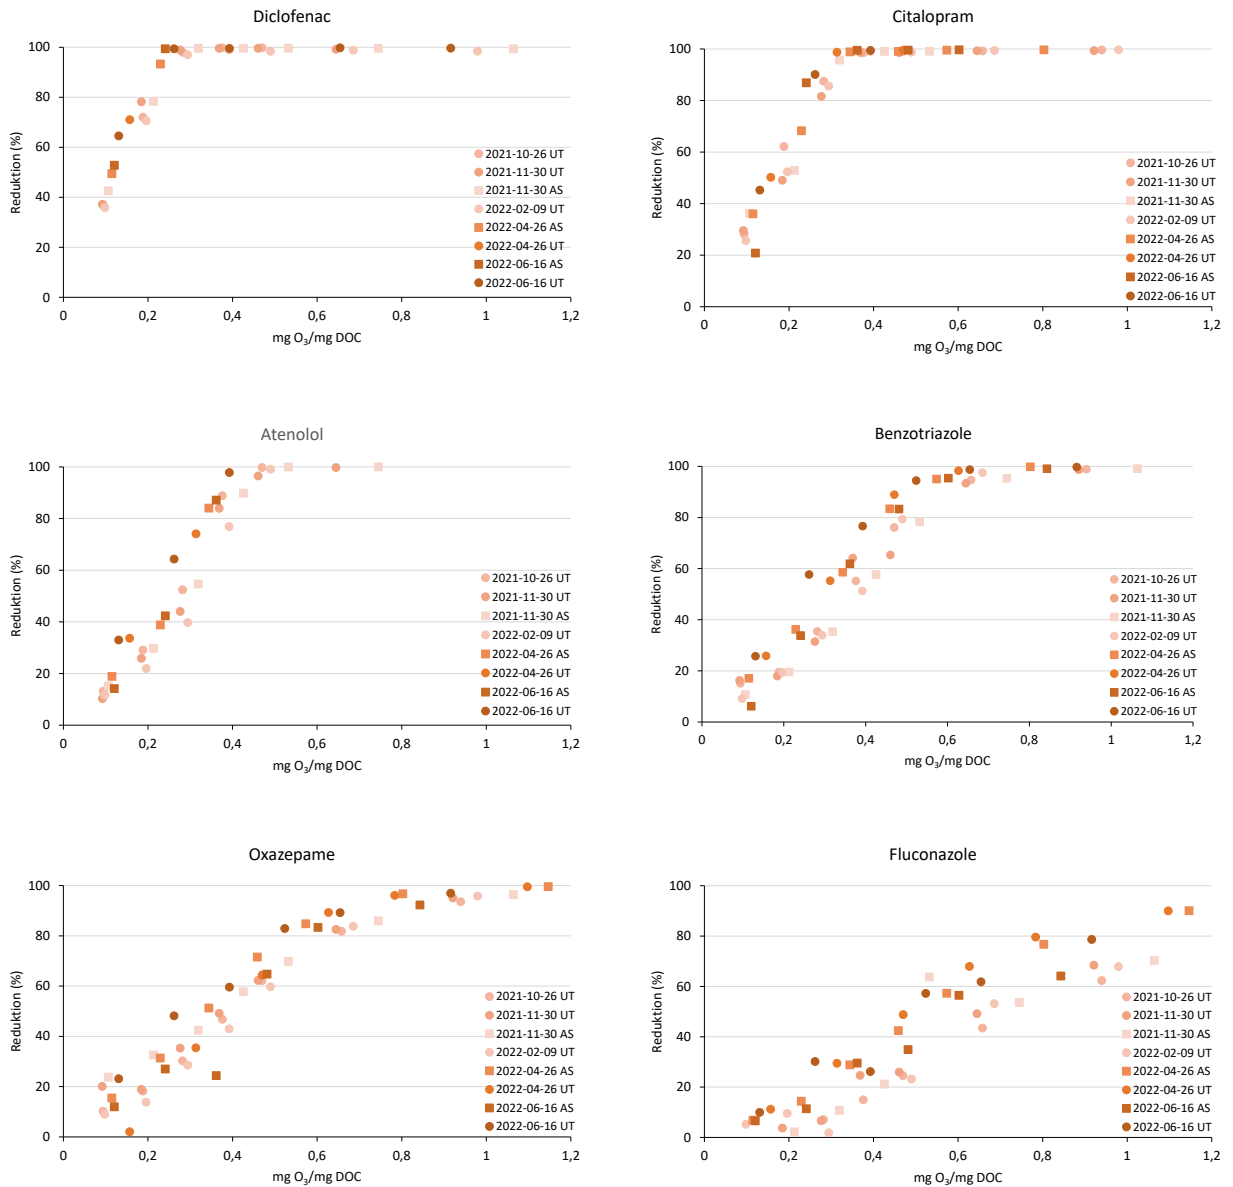 Diclofenac
Reduktion (%)
100
80
60
40
20
0
0 0,2 0,4 0,6 0,8 1 1,2
mg O₃/mg DOC
2021-10-26 UT
2021-11-30 UT
2021-11-30 AS
2022-02-09 UT
2022-04-26 AS
2022-04-26 UT
2022-06-16 AS
2022-06-16 UT
Citalopram
Reduktion (%)
100
80
60
40
20
0
0 0,2 0,4 0,6 0,8 1 1,2
mg O₃/mg DOC
2021-10-26 UT
2021-11-30 UT
2021-11-30 AS
2022-02-09 UT
2022-04-26 AS
2022-04-26 UT
2022-06-16 AS
2022-06-16 UT
Atenolol
Reduktion (%)
100
80
60
40
20
0
0 0,2 0,4 0,6 0,8 1 1,2
mg O₃/mg DOC
2021-10-26 UT
2021-11-30 UT
2021-11-30 AS
2022-02-09 UT
2022-04-26 AS
2022-04-26 UT
2022-06-16 AS
2022-06-16 UT
Benzotriazole
Reduktion (%)
100
80
60
40
20
0
0 0,2 0,4 0,6 0,8 1 1,2
mg O₃/mg DOC
2021-10-26 UT
2021-11-30 UT
2021-11-30 AS
2022-02-09 UT
2022-04-26 AS
2022-04-26 UT
2022-06-16 AS
2022-06-16 UT
Oxazepame
Reduktion (%)
100
80
60
40
20
0
0 0,2 0,4 0,6 0,8 1 1,2
mg O₃/mg DOC
2021-10-26 UT
2021-11-30 UT
2021-11-30 AS
2022-02-09 UT
2022-04-26 AS
2022-04-26 UT
2022-06-16 AS
2022-06-16 UT
Fluconazole
Reduktion (%)
100
80
60
40
20
0
0 0,2 0,4 0,6 0,8 1 1,2
mg O₃/mg DOC
2021-10-26 UT
2021-11-30 UT
2021-11-30 AS
2022-02-09 UT
2022-04-26 AS
2022-04-26 UT
2022-06-16 AS
2022-06-16 UT